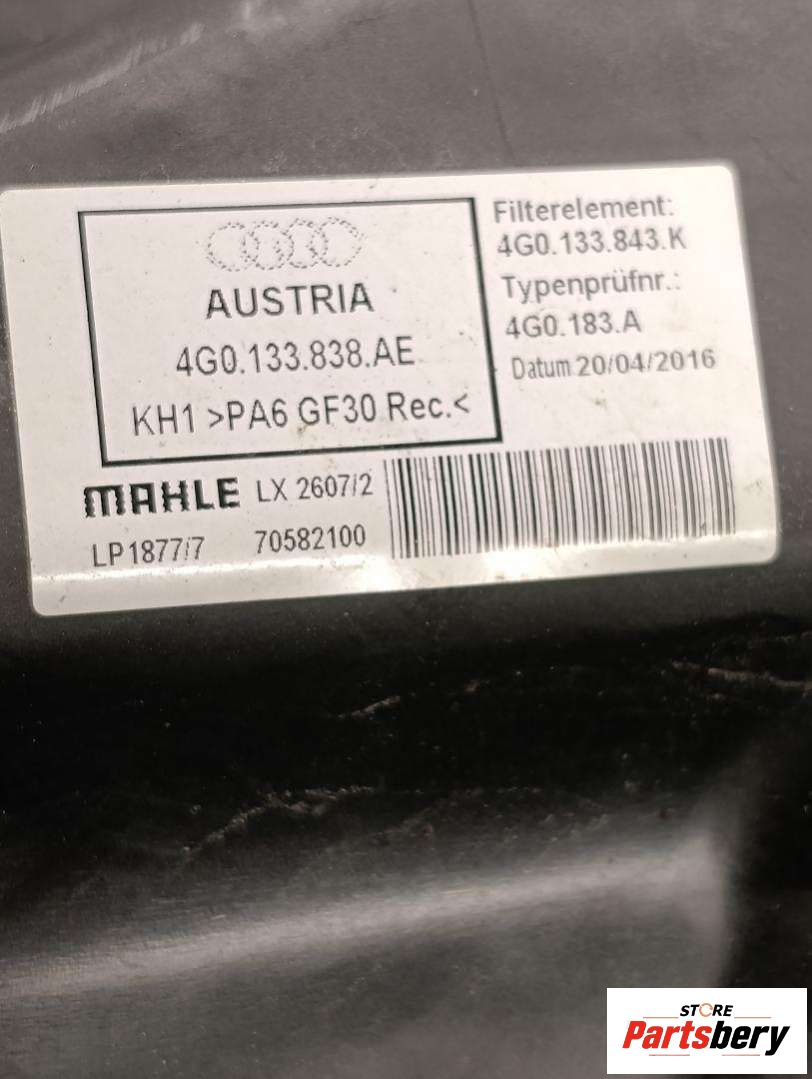 AUSTRIA
4G0.133.838.AE
KH1 >PA6 GF30 Rec.<
Filterelement:
4G0.133.843.K
Typenprüfnr.:
4G0.183.A
Datum 20/04/2016
MAHLE LX 2607/2
LP1877/7 70582100
STORE
Partsbery